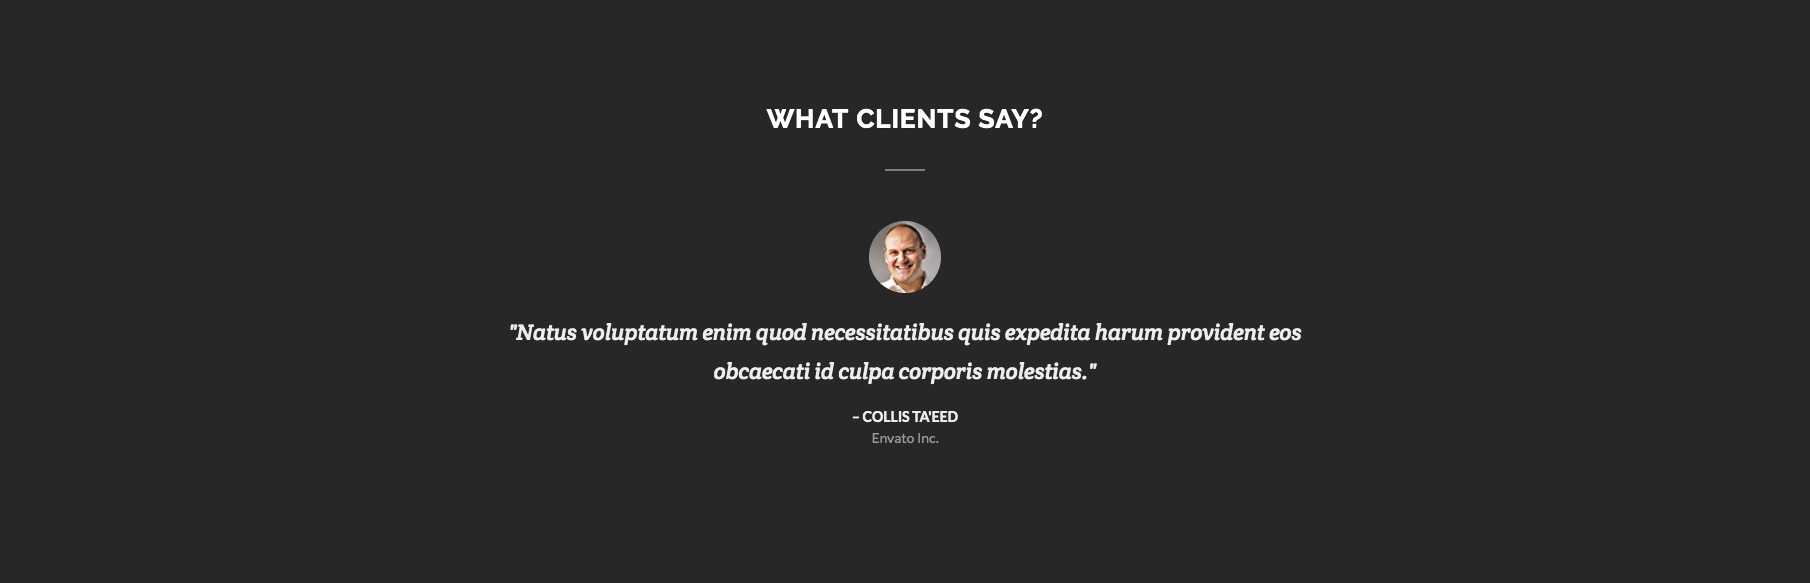 WHAT CLIENTS SAY?
"Natus voluptatum enim quod necessitatibus quis expedita harum provident eos
obcaecati id culpa corporis molestias."
– COLLIS TA'EED
Envato Inc.